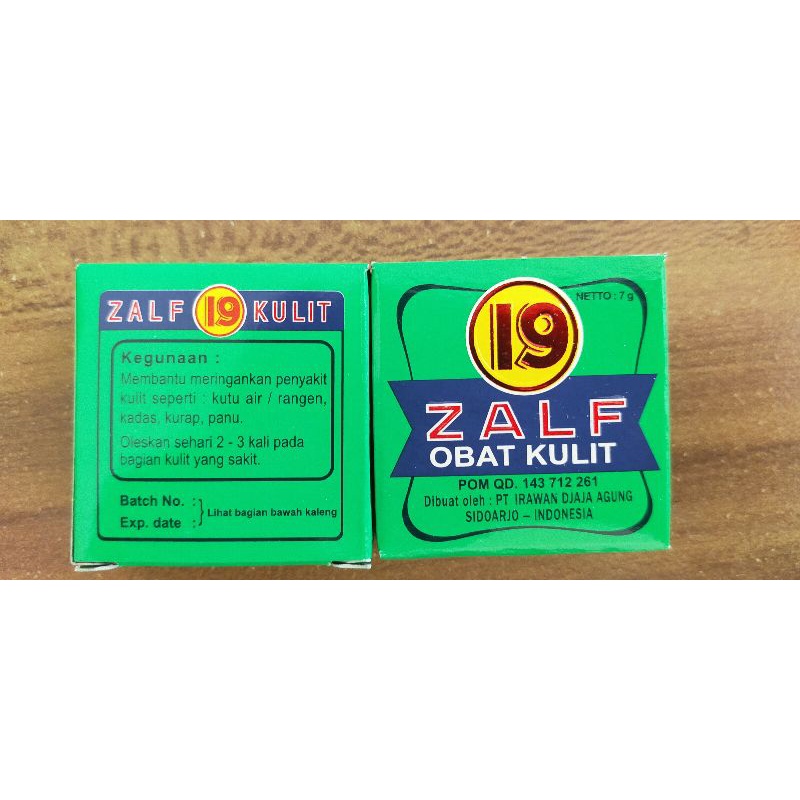 ZALF 19 KULIT
Kegunaan :
Membantu meringankan penyakit
kulit seperti : kutu air / rangen,
kadas, kurap, panu.
Oleskan sehari 2 - 3 kali pada
bagian kulit yang sakit.
Batch No. :
Exp. date :
Lihat bagian bawah kaleng
19
NETTO : 7 g
ZALF
OBAT KULIT
POM QD. 143 712 261
Dibuat oleh : PT IRAWAN DJAJA AGUNG
SIDOARJO – INDONESIA